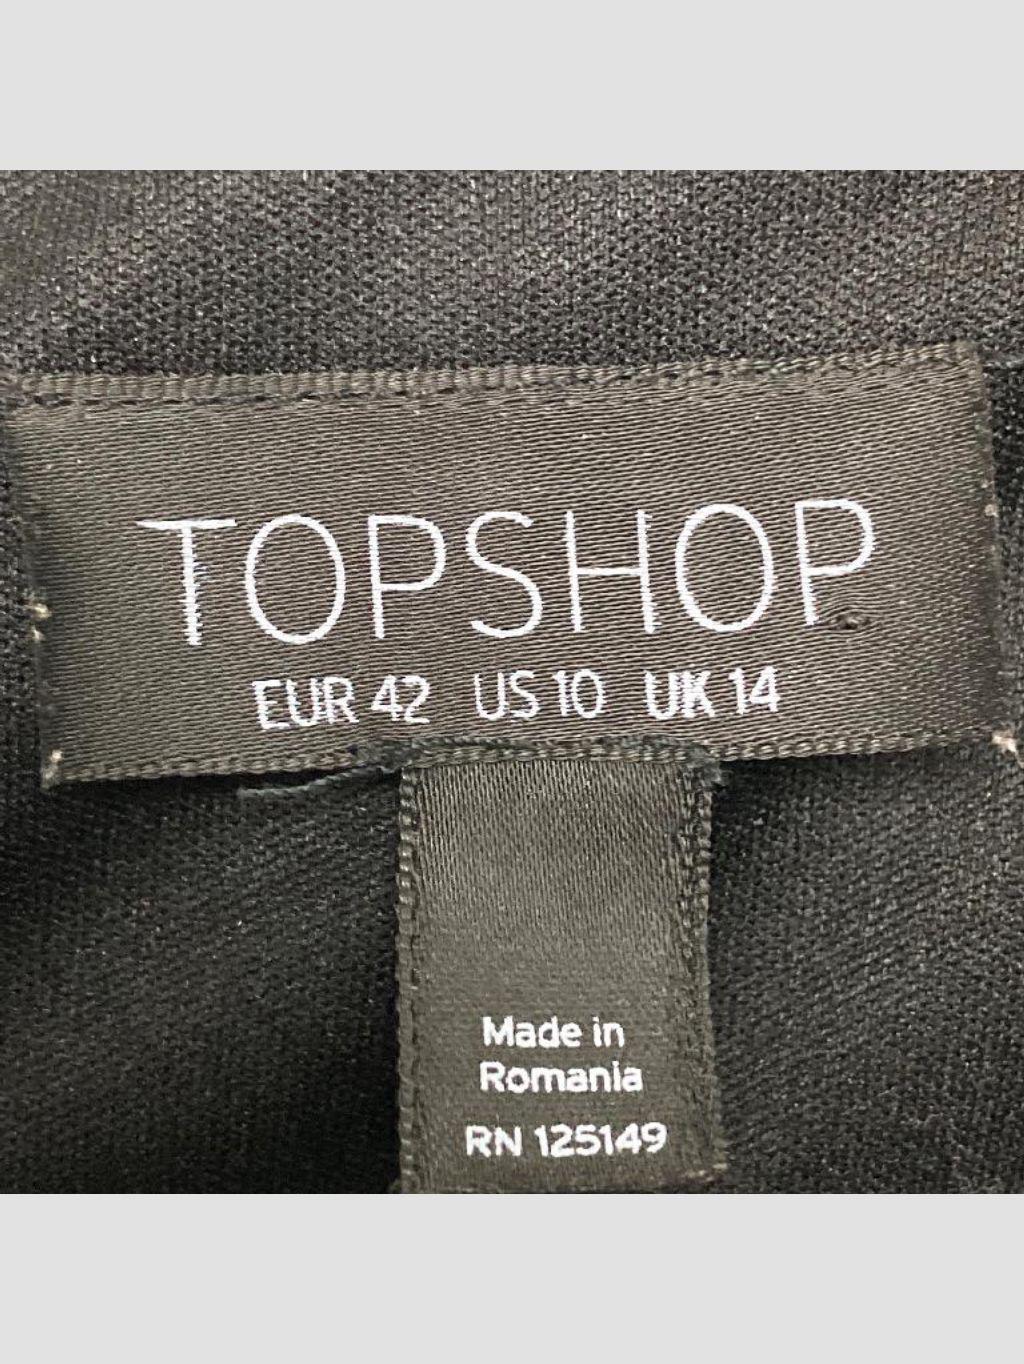 TOPSHOP
EUR 42 US 10 UK 14
Made in
Romania
RN 125149